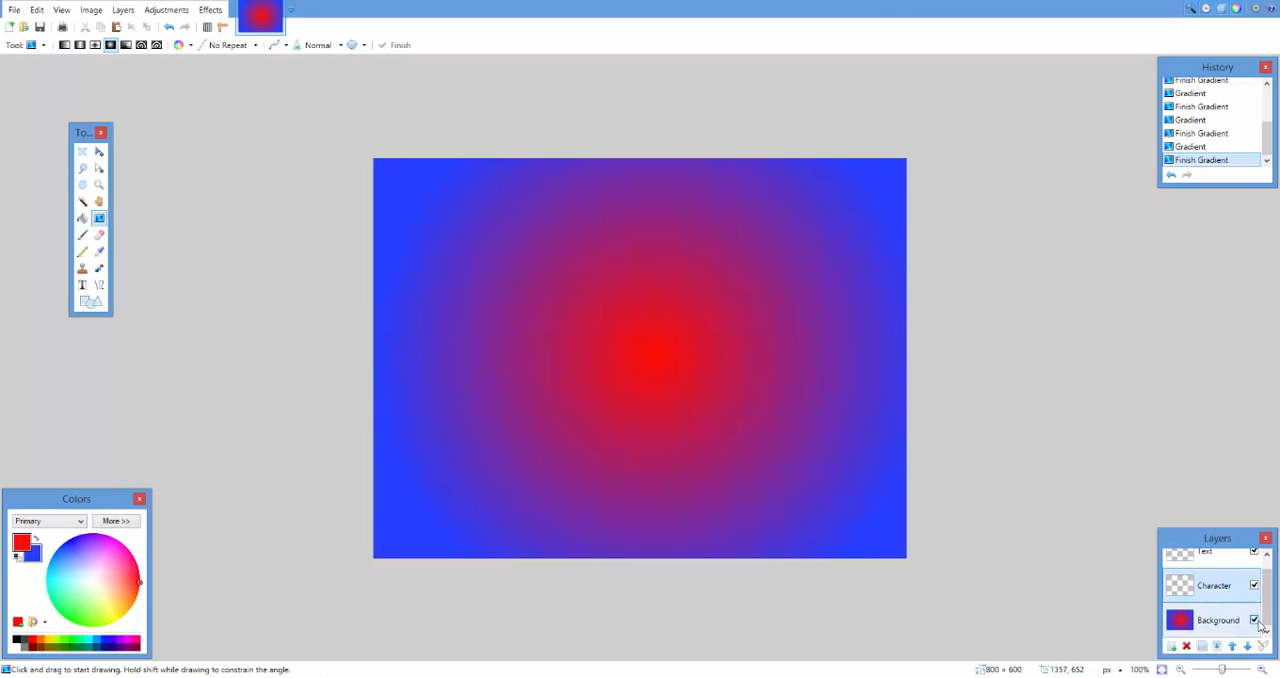 File Edit View Image Layers Adjustments Effects
Tool: No Repeat Normal Finish
History
Finish Gradient
Gradient
Finish Gradient
Gradient
Finish Gradient
Gradient
Finish Gradient
To...
Colors
Primary More >>
Layers
Text
Character
Background
Click and drag to start drawing. Hold shift while drawing to constrain the angle. 800 × 600 1357, 652 px 100%